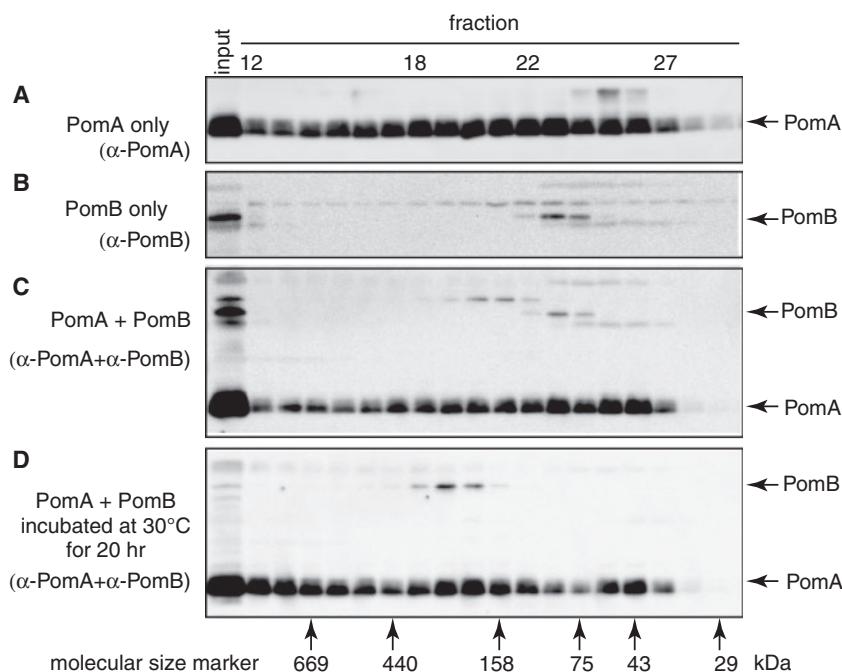 fraction
input 12 18 22 27
A
PomA only
(α-PomA)
PomA
B
PomB only
(α-PomB)
PomB
C
PomA + PomB
(α-PomA+α-PomB)
PomB
PomA
D
PomA + PomB
incubated at 30°C
for 20 hr
(α-PomA+α-PomB)
PomB
PomA
molecular size marker 669 440 158 75 43 29 kDa